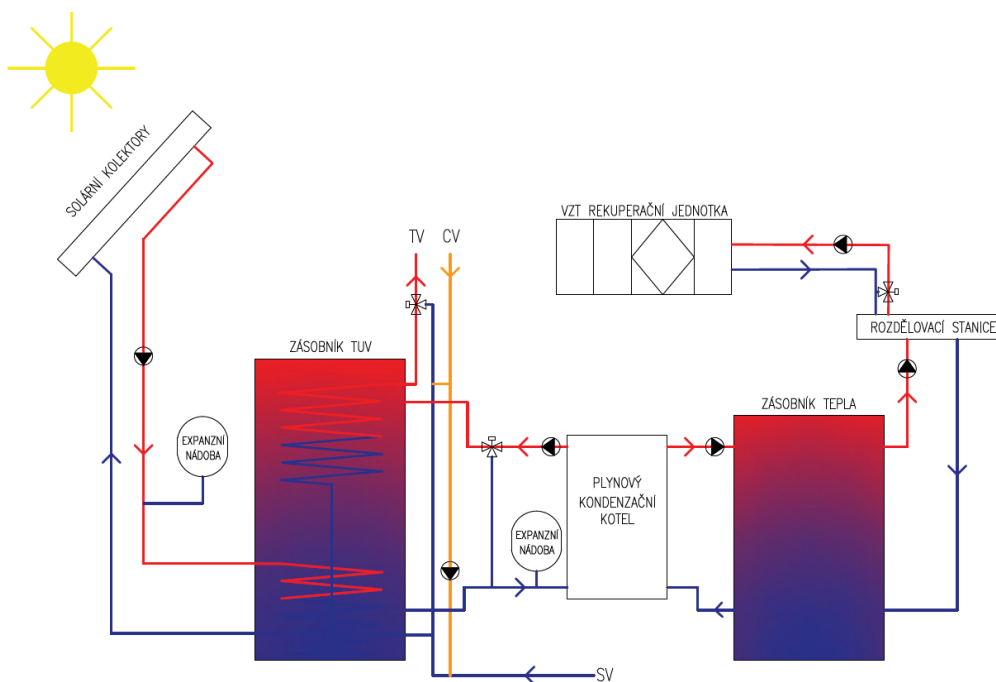 SOLÁRNÍ KOLEKTORY
VZT REKUPERAČNÍ JEDNOTKA
TV
CV
ROZDĚLOVACÍ STANICE
ZÁSOBNÍK TUV
ZÁSOBNÍK TEPLA
EXPANZNÍ
NÁDOBA
PLYNOVÝ
KONDENZAČNÍ
KOTEL
EXPANZNÍ
NÁDOBA
SV